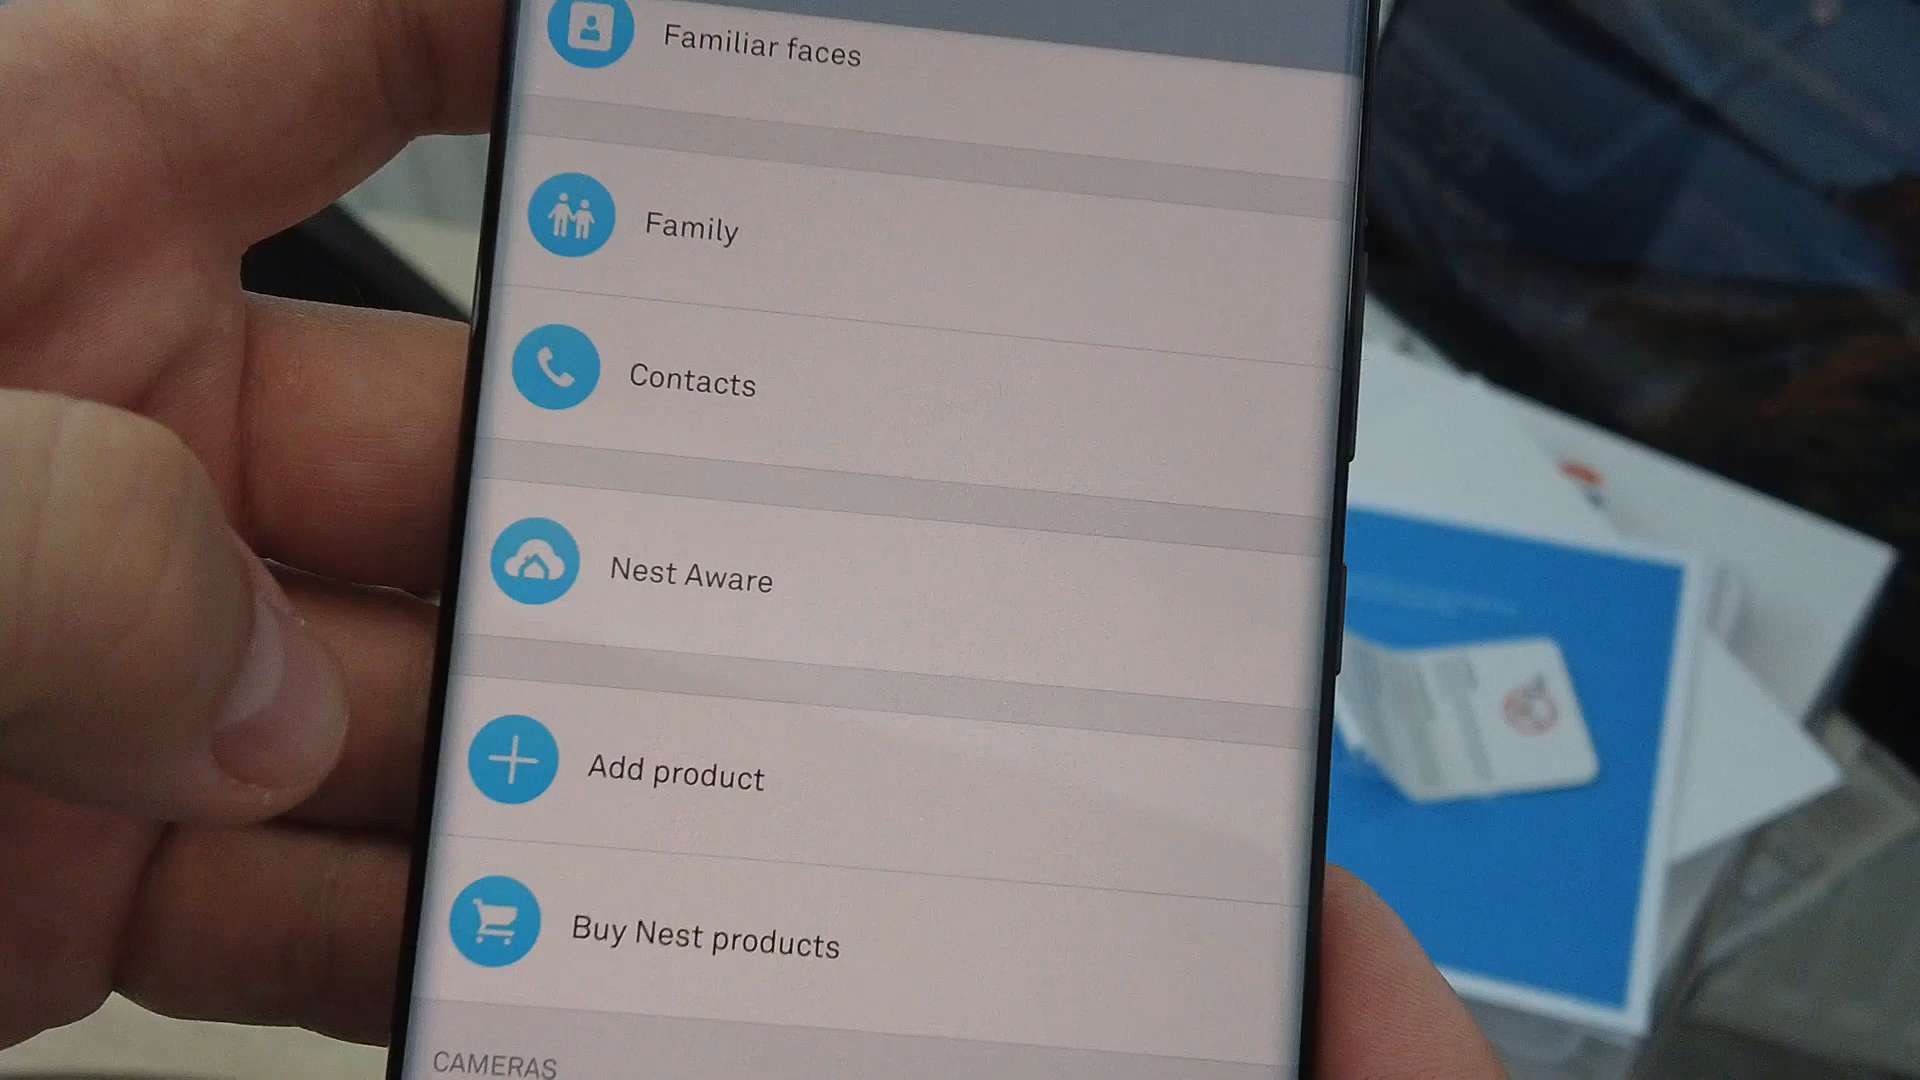 Familiar faces
Family
Contacts
Nest Aware
Add product
Buy Nest products
CAMERAS